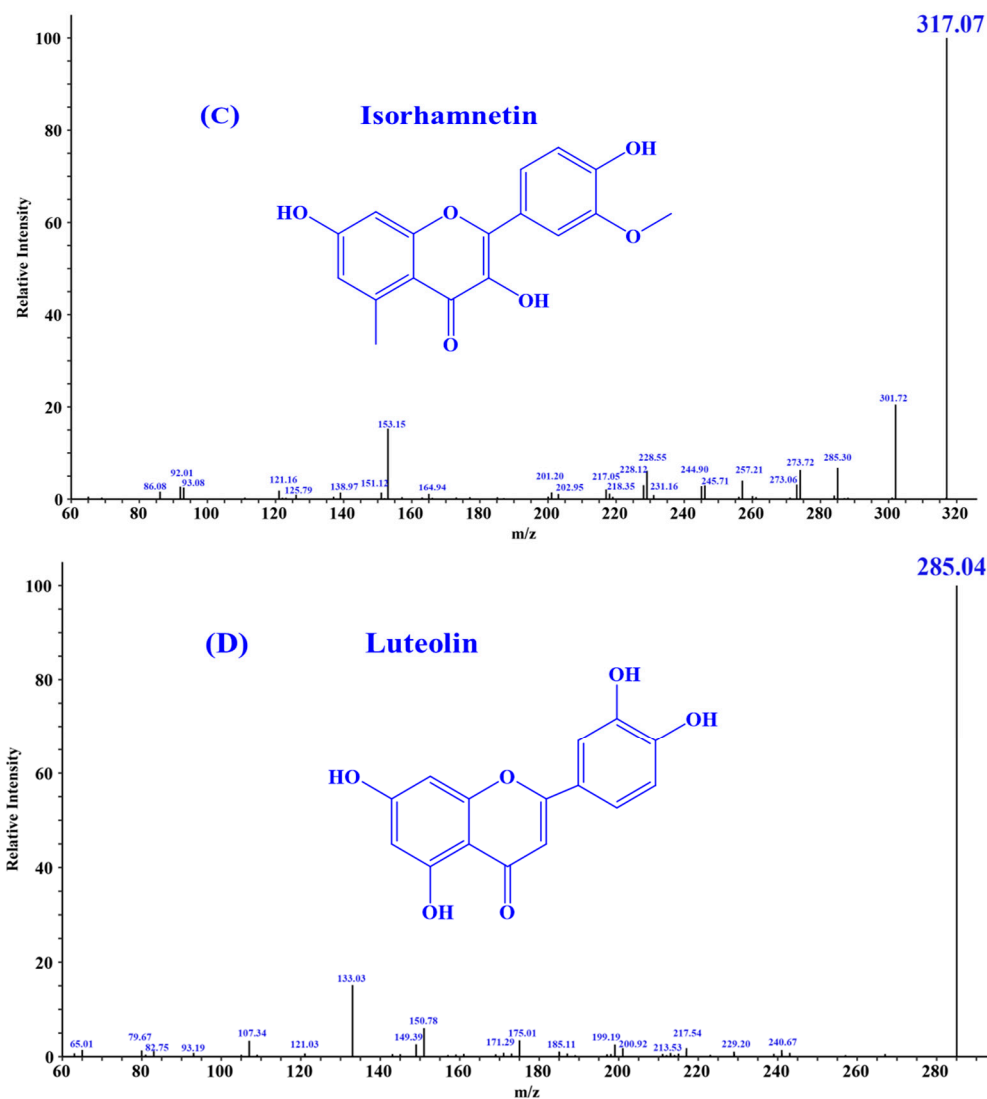 317.07
100
(C) Isorhamnetin
80
OH
HO
O
60
O
OH
40
O
Relative Intensity
301.72
20
153.15
228.55
92.01
201.20
217.05
228.12
244.90
257.21
273.72
285.30
86.08
93.08
121.16
125.79
138.97
151.12
164.94
202.95
218.35
231.16
245.71
273.06
0
60 80 100 120 140 160 180 200 220 240 260 280 300 320
m/z
285.04
100
(D) Luteolin
80
OH
OH
HO
O
60
40
OH
O
Relative Intensity
20
133.03
150.78
79.67
107.34
149.39
175.01
199.19
217.54
65.01
82.75
93.19
121.03
171.29
185.11
200.92
213.53
229.20
240.67
0
60 80 100 120 140 160 180 200 220 240 260 280
m/z